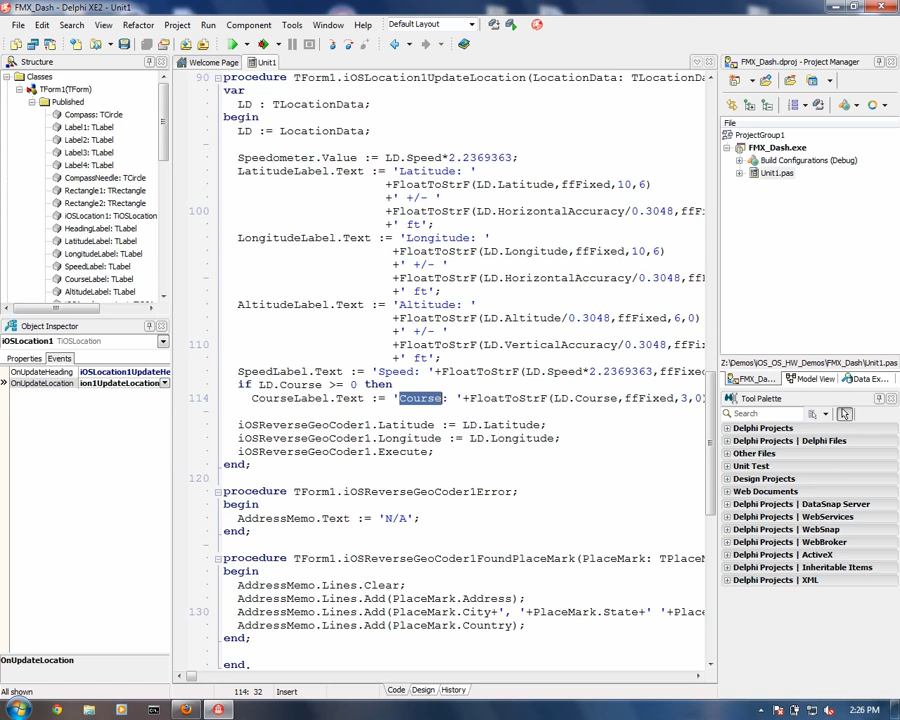 FMX_Dash - Delphi XE2 - Unit1
File Edit Search View Refactor Project Run Component Tools Window Help Default Layout
Structure
Welcome Page Unit1
FMX_Dash.dproj - Project Manager
Classes
TForm1(TForm)
Published
Compass: TCircle
Label1: TLabel
Label2: TLabel
Label3: TLabel
Label4: TLabel
CompassNeedle: TCircle
Rectangle1: TRectangle
Rectangle2: TRectangle
iOSLocation1: TiOSLocation
HeadingLabel: TLabel
LatitudeLabel: TLabel
LongitudeLabel: TLabel
SpeedLabel: TLabel
CourseLabel: TLabel
AltitudeLabel: TLabel
Object Inspector
iOSLocation1 TiOSLocation
Properties Events
OnUpdateHeading iOSLocation1UpdateHe
OnUpdateLocation ion1UpdateLocation
OnUpdateLocation
All shown
90 procedure TForm1.iOSLocation1UpdateLocation(LocationData: TLocationDa
var
LD : TLocationData;
begin
LD := LocationData;
Speedometer.Value := LD.Speed*2.2369363;
LatitudeLabel.Text := 'Latitude: '
+FloatToStrF(LD.Latitude,ffFixed,10,6)
+' +/- '
100 +FloatToStrF(LD.HorizontalAccuracy/0.3048,ffF
+' ft';
LongitudeLabel.Text := 'Longitude: '
+FloatToStrF(LD.Longitude,ffFixed,10,6)
+' +/- '
+FloatToStrF(LD.HorizontalAccuracy/0.3048,ff
+' ft';
AltitudeLabel.Text := 'Altitude: '
+FloatToStrF(LD.Altitude/0.3048,ffFixed,6,0)
+' +/- '
110 +FloatToStrF(LD.VerticalAccuracy/0.3048,ffFi
+' ft';
SpeedLabel.Text := 'Speed: '+FloatToStrF(LD.Speed*2.2369363,ffFixed,
if LD.Course >= 0 then
114 CourseLabel.Text := 'Course: '+FloatToStrF(LD.Course,ffFixed,3,0)
iOSReverseGeoCoder1.Latitude := LD.Latitude;
iOSReverseGeoCoder1.Longitude := LD.Longitude;
iOSReverseGeoCoder1.Execute;
end;
120
procedure TForm1.iOSReverseGeoCoder1Error;
begin
AddressMemo.Text := 'N/A';
end;
procedure TForm1.iOSReverseGeoCoder1FoundPlaceMark(PlaceMark: TPlace
begin
AddressMemo.Lines.Clear;
AddressMemo.Lines.Add(PlaceMark.Address);
130 AddressMemo.Lines.Add(PlaceMark.City+', '+PlaceMark.State+' '+Place
AddressMemo.Lines.Add(PlaceMark.Country);
end;
end.
114: 32 Insert Code Design History
File
ProjectGroup1
FMX_Dash.exe
Build Configurations (Debug)
Unit1.pas
Z:\Demos\iOS_OS_HW_Demos\FMX_Dash\Unit1.pas
FMX_Da... Model View Data Ex...
Tool Palette
Search
Delphi Projects
Delphi Projects | Delphi Files
Other Files
Unit Test
Design Projects
Web Documents
Delphi Projects | DataSnap Server
Delphi Projects | WebServices
Delphi Projects | WebSnap
Delphi Projects | WebBroker
Delphi Projects | ActiveX
Delphi Projects | Inheritable Items
Delphi Projects | XML
2:26 PM